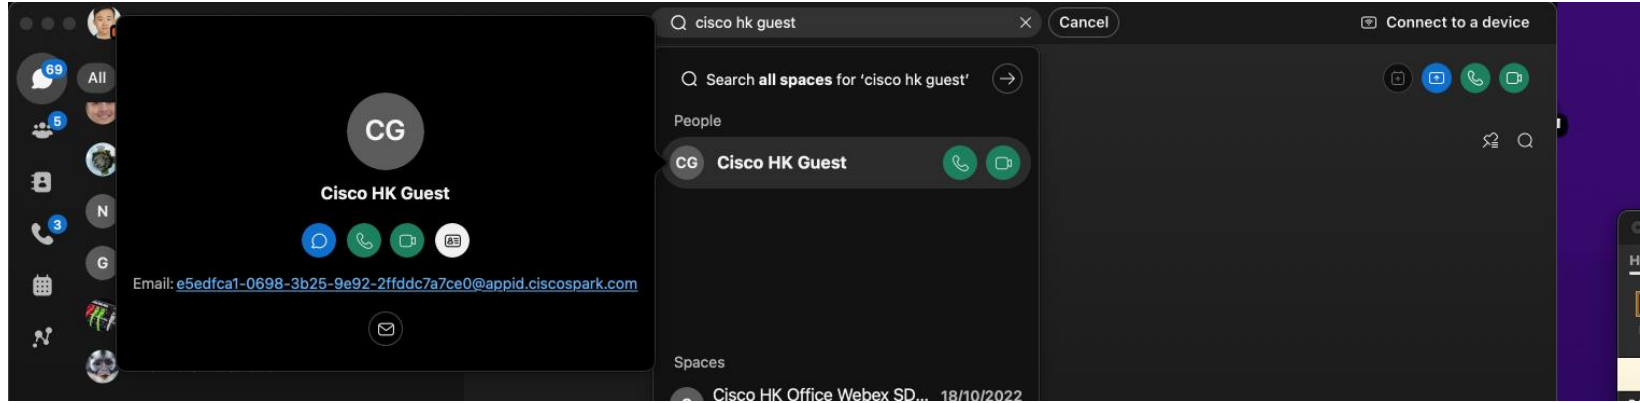 cisco hk guest
Cancel
Connect to a device
69
All
Search all spaces for ‘cisco hk guest’
5
People
CG
CG Cisco HK Guest
Cisco HK Guest
N
3
G
Email: e5edfca1-0698-3b25-9e92-2ffddc7a7ce0@appid.ciscospark.com
Spaces
Cisco HK Office Webex SD... 18/10/2022
H